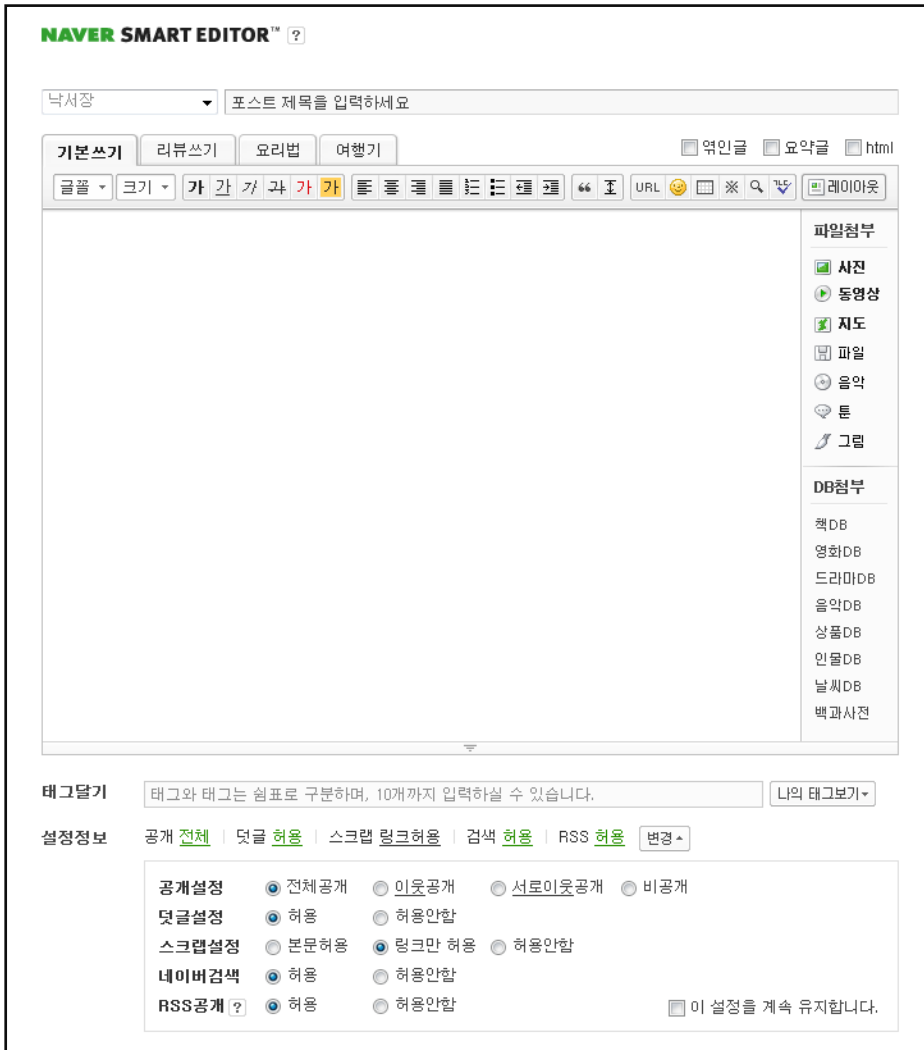 NAVER SMART EDITOR™ ?
낙서장 포스트 제목을 입력하세요
기본쓰기 리뷰쓰기 요리법 여행기 엮인글 요약글 html
글꼴 크기 가 가 가 가 가 가 URL ※ 레이아웃
파일첨부
사진
동영상
지도
파일
음악
툰
그림
DB첨부
책DB
영화DB
드라마DB
음악DB
상품DB
인물DB
날씨DB
백과사전
태그달기 태그와 태그는 쉼표로 구분하며, 10개까지 입력하실 수 있습니다. 나의 태그보기
설정정보 공개 전체 | 덧글 허용 | 스크랩 링크허용 | 검색 허용 | RSS 허용 변경
공개설정 전체공개 이웃공개 서로이웃공개 비공개
덧글설정 허용 허용안함
스크랩설정 본문허용 링크만 허용 허용안함
네이버검색 허용 허용안함
RSS공개 ? 허용 허용안함 이 설정을 계속 유지합니다.